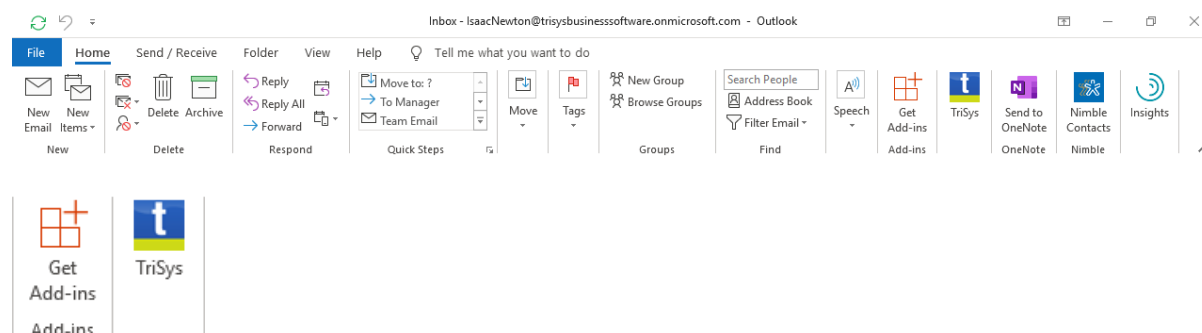 Inbox - IsaacNewton@trisysbusinesssoftware.onmicrosoft.com - Outlook
File Home Send / Receive Folder View Help Tell me what you want to do
New Email
New Items
New
Delete
Archive
Delete
Reply
Reply All
Forward
Respond
Move to: ?
To Manager
Team Email
Quick Steps
Move
Tags
New Group
Browse Groups
Groups
Search People
Address Book
Filter Email
Find
A
Speech
Get
Add-ins
Add-ins
t
TriSys
N
Send to
OneNote
OneNote
Nimble
Contacts
Nimble
Insights
t
Get
Add-ins
Add-ins
TriSys